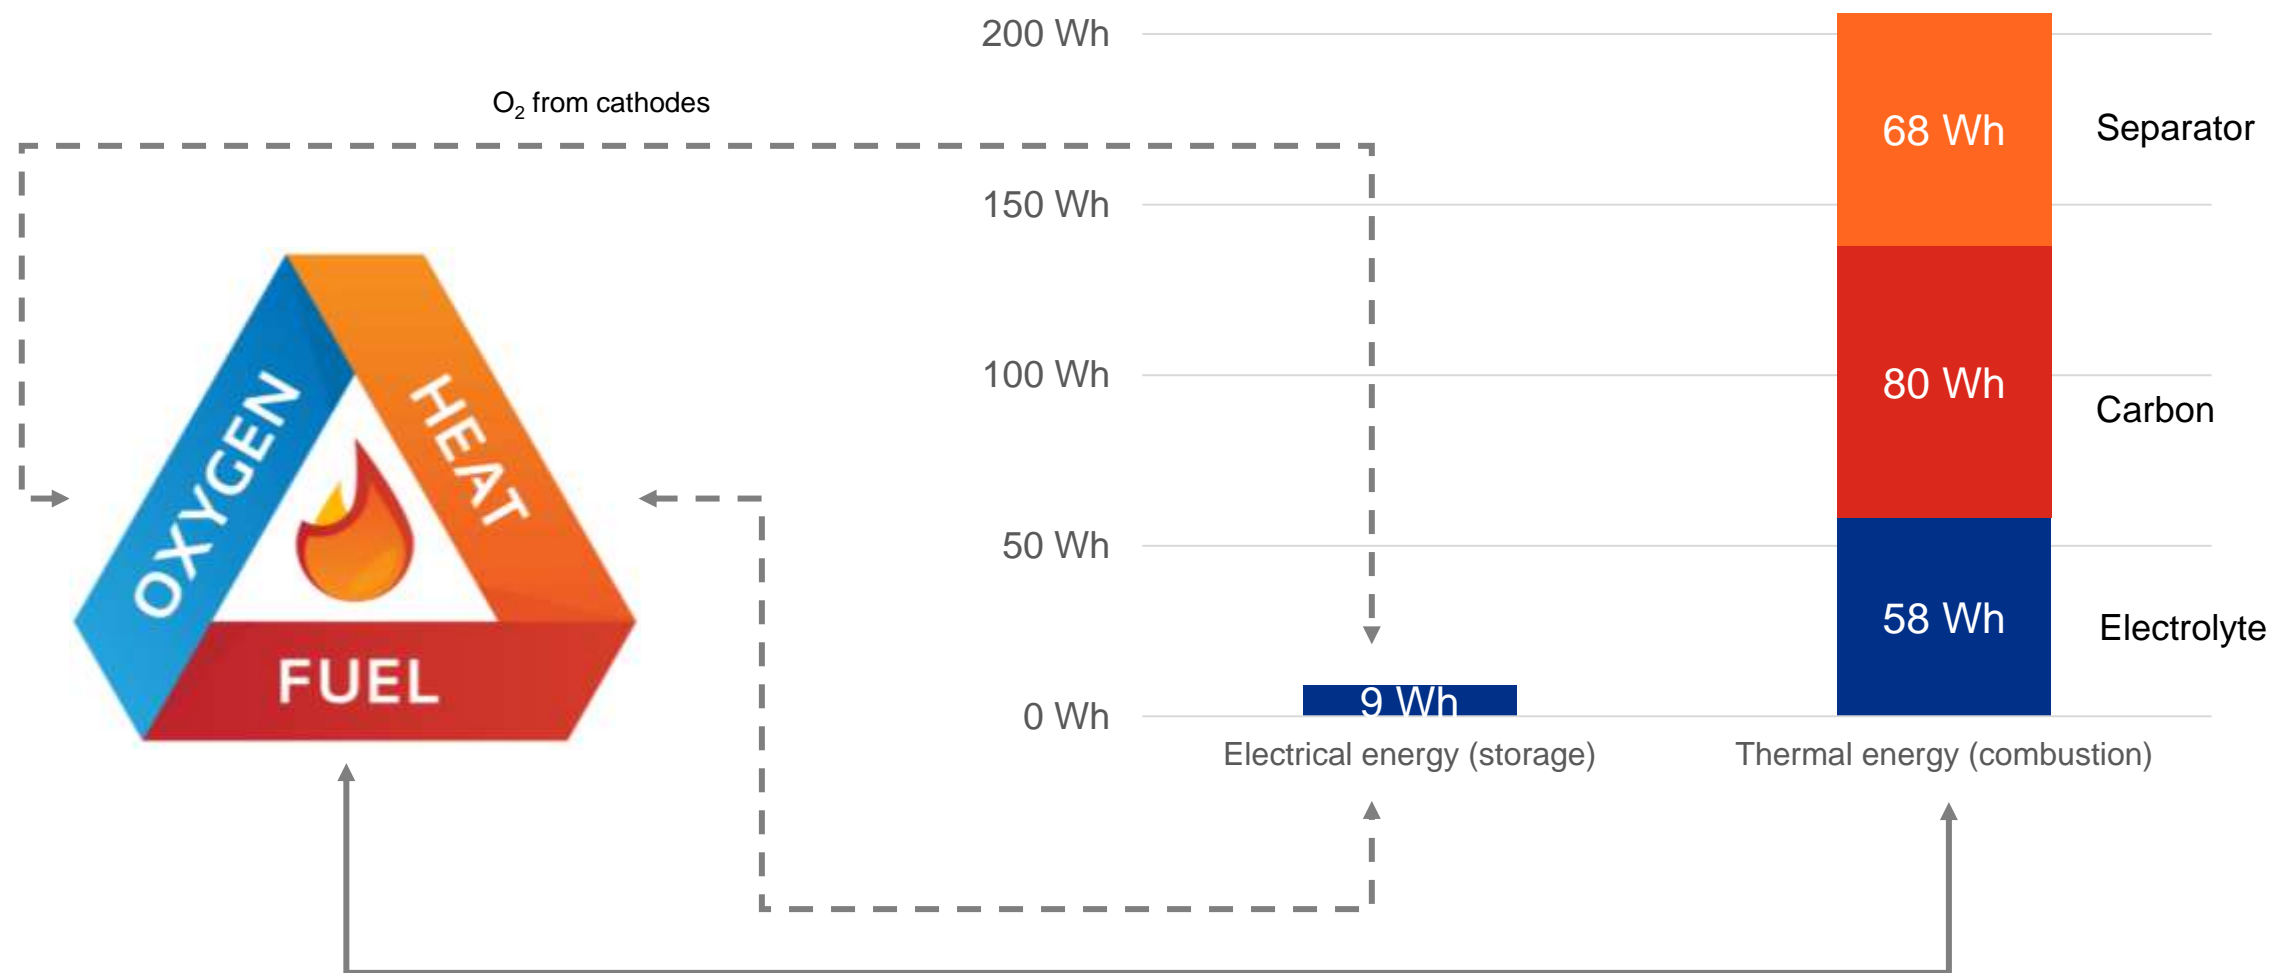 O₂ from cathodes
OXYGEN
HEAT
FUEL
200 Wh
150 Wh
100 Wh
50 Wh
0 Wh
9 Wh
68 Wh
80 Wh
58 Wh
Separator
Carbon
Electrolyte
Electrical energy (storage)
Thermal energy (combustion)